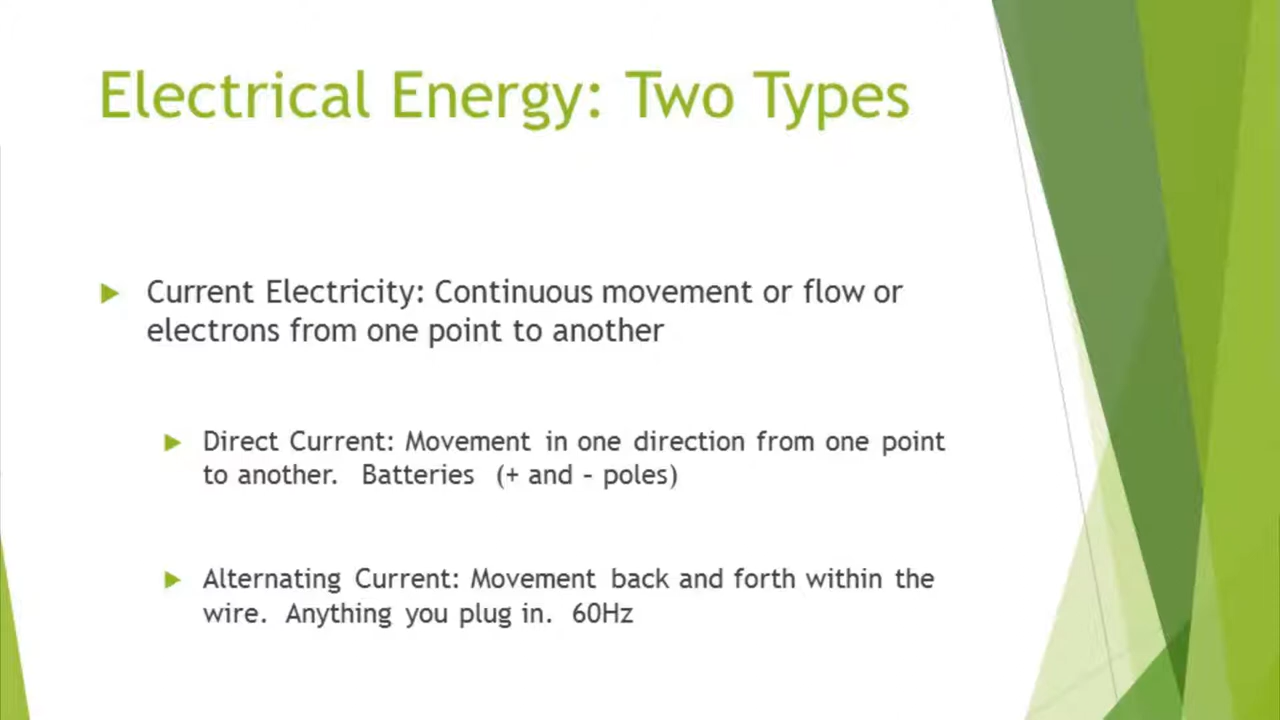 Electrical Energy: Two Types
Current Electricity: Continuous movement or flow or
electrons from one point to another
Direct Current: Movement in one direction from one point
to another. Batteries (+ and – poles)
Alternating Current: Movement back and forth within the
wire. Anything you plug in. 60Hz